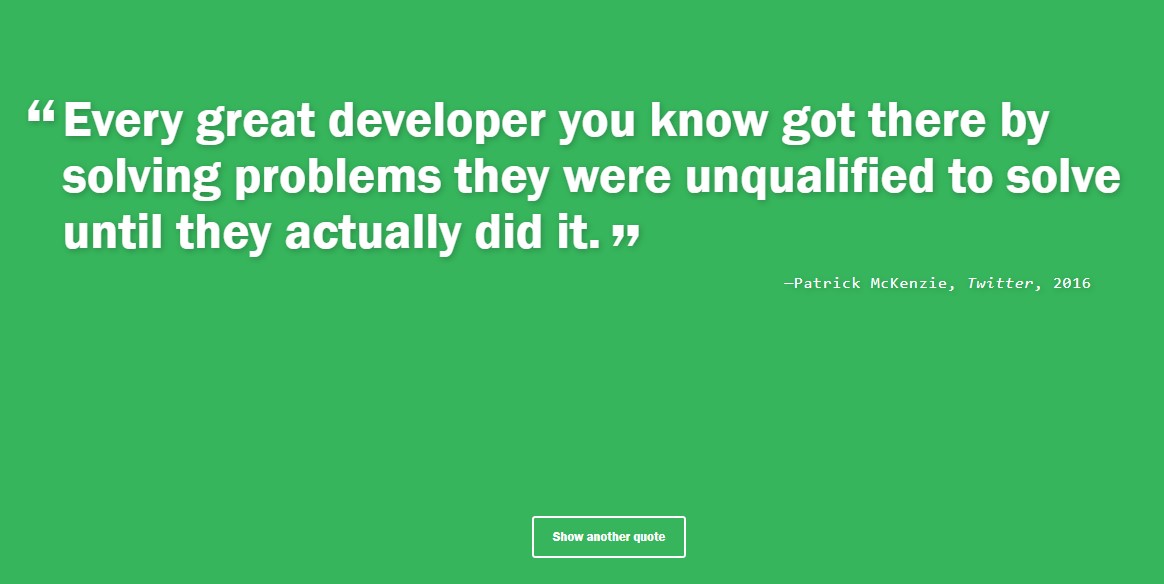 “Every great developer you know got there by
solving problems they were unqualified to solve
until they actually did it.”
—Patrick McKenzie, Twitter, 2016
Show another quote